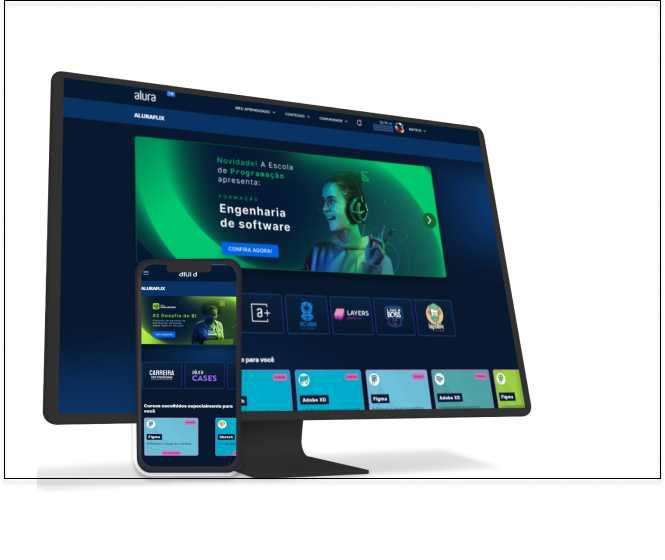 alura
MEU APRENDIZADO
CONTEÚDO
COMUNIDADE
MATEUS
ALURAFLIX
Novidade! A Escola
de Programação
apresenta:
FORMAÇÃO
Engenharia
de software
CONFIRA AGORA!
a+
SCUBA
LAYERS
para você
Adobe XD
Figma
Adobe XD
Figma
alura
ALURAFLIX
#2 Desafio de BI
CARREIRA
alura
CASES
Cursos escolhidos especialmente para
você
Figma
Sketch